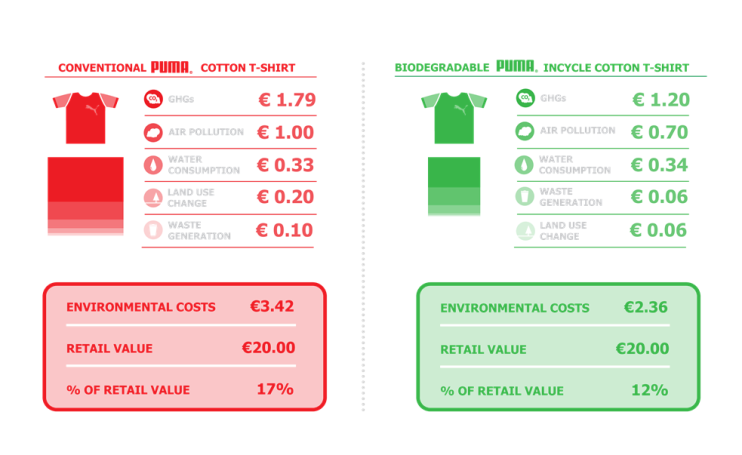 CONVENTIONAL PUMA® COTTON T-SHIRT
CO₂ GHGs € 1.79
AIR POLLUTION € 1.00
WATER
CONSUMPTION € 0.33
LAND USE
CHANGE € 0.20
WASTE
GENERATION € 0.10
ENVIRONMENTAL COSTS €3.42
RETAIL VALUE €20.00
% OF RETAIL VALUE 17%
BIODEGRADABLE PUMA® INCYCLE COTTON T-SHIRT
CO₂ GHGs € 1.20
AIR POLLUTION € 0.70
WATER
CONSUMPTION € 0.34
WASTE
GENERATION € 0.06
LAND USE
CHANGE € 0.06
ENVIRONMENTAL COSTS €2.36
RETAIL VALUE €20.00
% OF RETAIL VALUE 12%